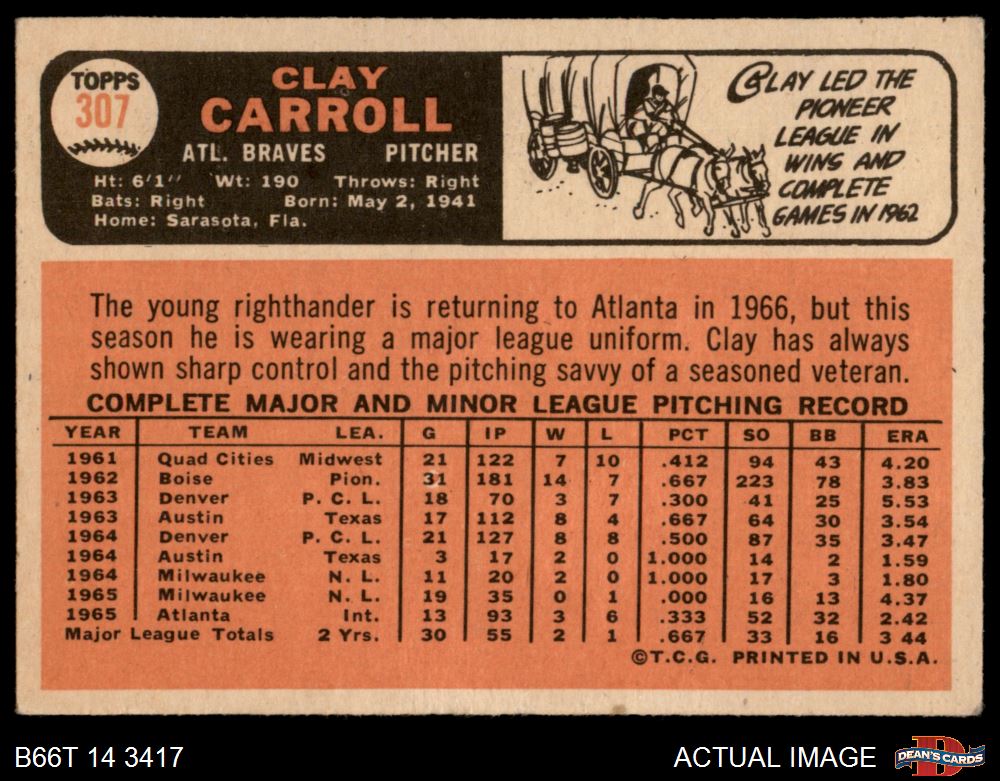 TOPPS
307
CLAY
CARROLL
ATL. BRAVES PITCHER
Ht: 6'1" Wt: 190 Throws: Right
Bats: Right Born: May 2, 1941
Home: Sarasota, Fla.
CLAY LED THE
PIONEER
LEAGUE IN
WINS AND
COMPLETE
GAMES IN 1962
The young righthander is returning to Atlanta in 1966, but this
season he is wearing a major league uniform. Clay has always
shown sharp control and the pitching savvy of a seasoned veteran.
COMPLETE MAJOR AND MINOR LEAGUE PITCHING RECORD
YEAR TEAM LEA. G IP W L PCT SO BB ERA
1961 Quad Cities Midwest 21 122 7 10 .412 94 43 4.20
1962 Boise Pion. 31 181 14 7 .667 223 78 3.83
1963 Denver P. C. L. 18 70 3 7 .300 41 25 5.53
1963 Austin Texas 17 112 8 4 .667 64 30 3.54
1964 Denver P. C. L. 21 127 8 8 .500 87 35 3.47
1964 Austin Texas 3 17 2 0 1.000 14 2 1.59
1964 Milwaukee N. L. 11 20 2 0 1.000 17 3 1.80
1965 Milwaukee N. L. 19 35 0 1 .000 16 13 4.37
1965 Atlanta Int. 13 93 3 6 .333 52 32 2.42
Major League Totals 2 Yrs. 30 55 2 1 .667 33 16 3 44
©T.C.G. PRINTED IN U.S.A.
B66T 14 3417 ACTUAL IMAGE DEAN'S CARDS